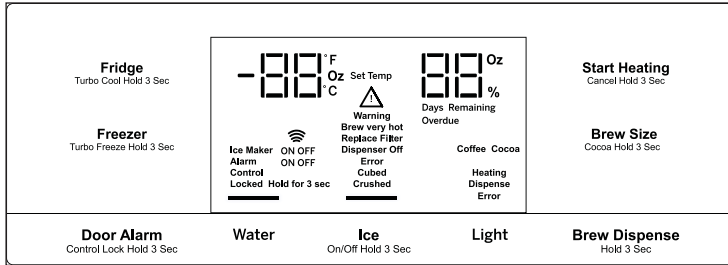 Fridge
Turbo Cool Hold 3 Sec
Freezer
Turbo Freeze Hold 3 Sec
-88 °F
Oz Set Temp
°C
88 Oz
%
Days Remaining
Overdue
Warning
Brew very hot
Replace Filter
Dispenser Off
Error
Cubed
Crushed
Ice Maker ON OFF
Alarm ON OFF
Control
Locked Hold for 3 sec
Coffee Cocoa
Heating
Dispense
Error
Start Heating
Cancel Hold 3 Sec
Brew Size
Cocoa Hold 3 Sec
Door Alarm
Control Lock Hold 3 Sec
Water
Ice
On/Off Hold 3 Sec
Light
Brew Dispense
Hold 3 Sec